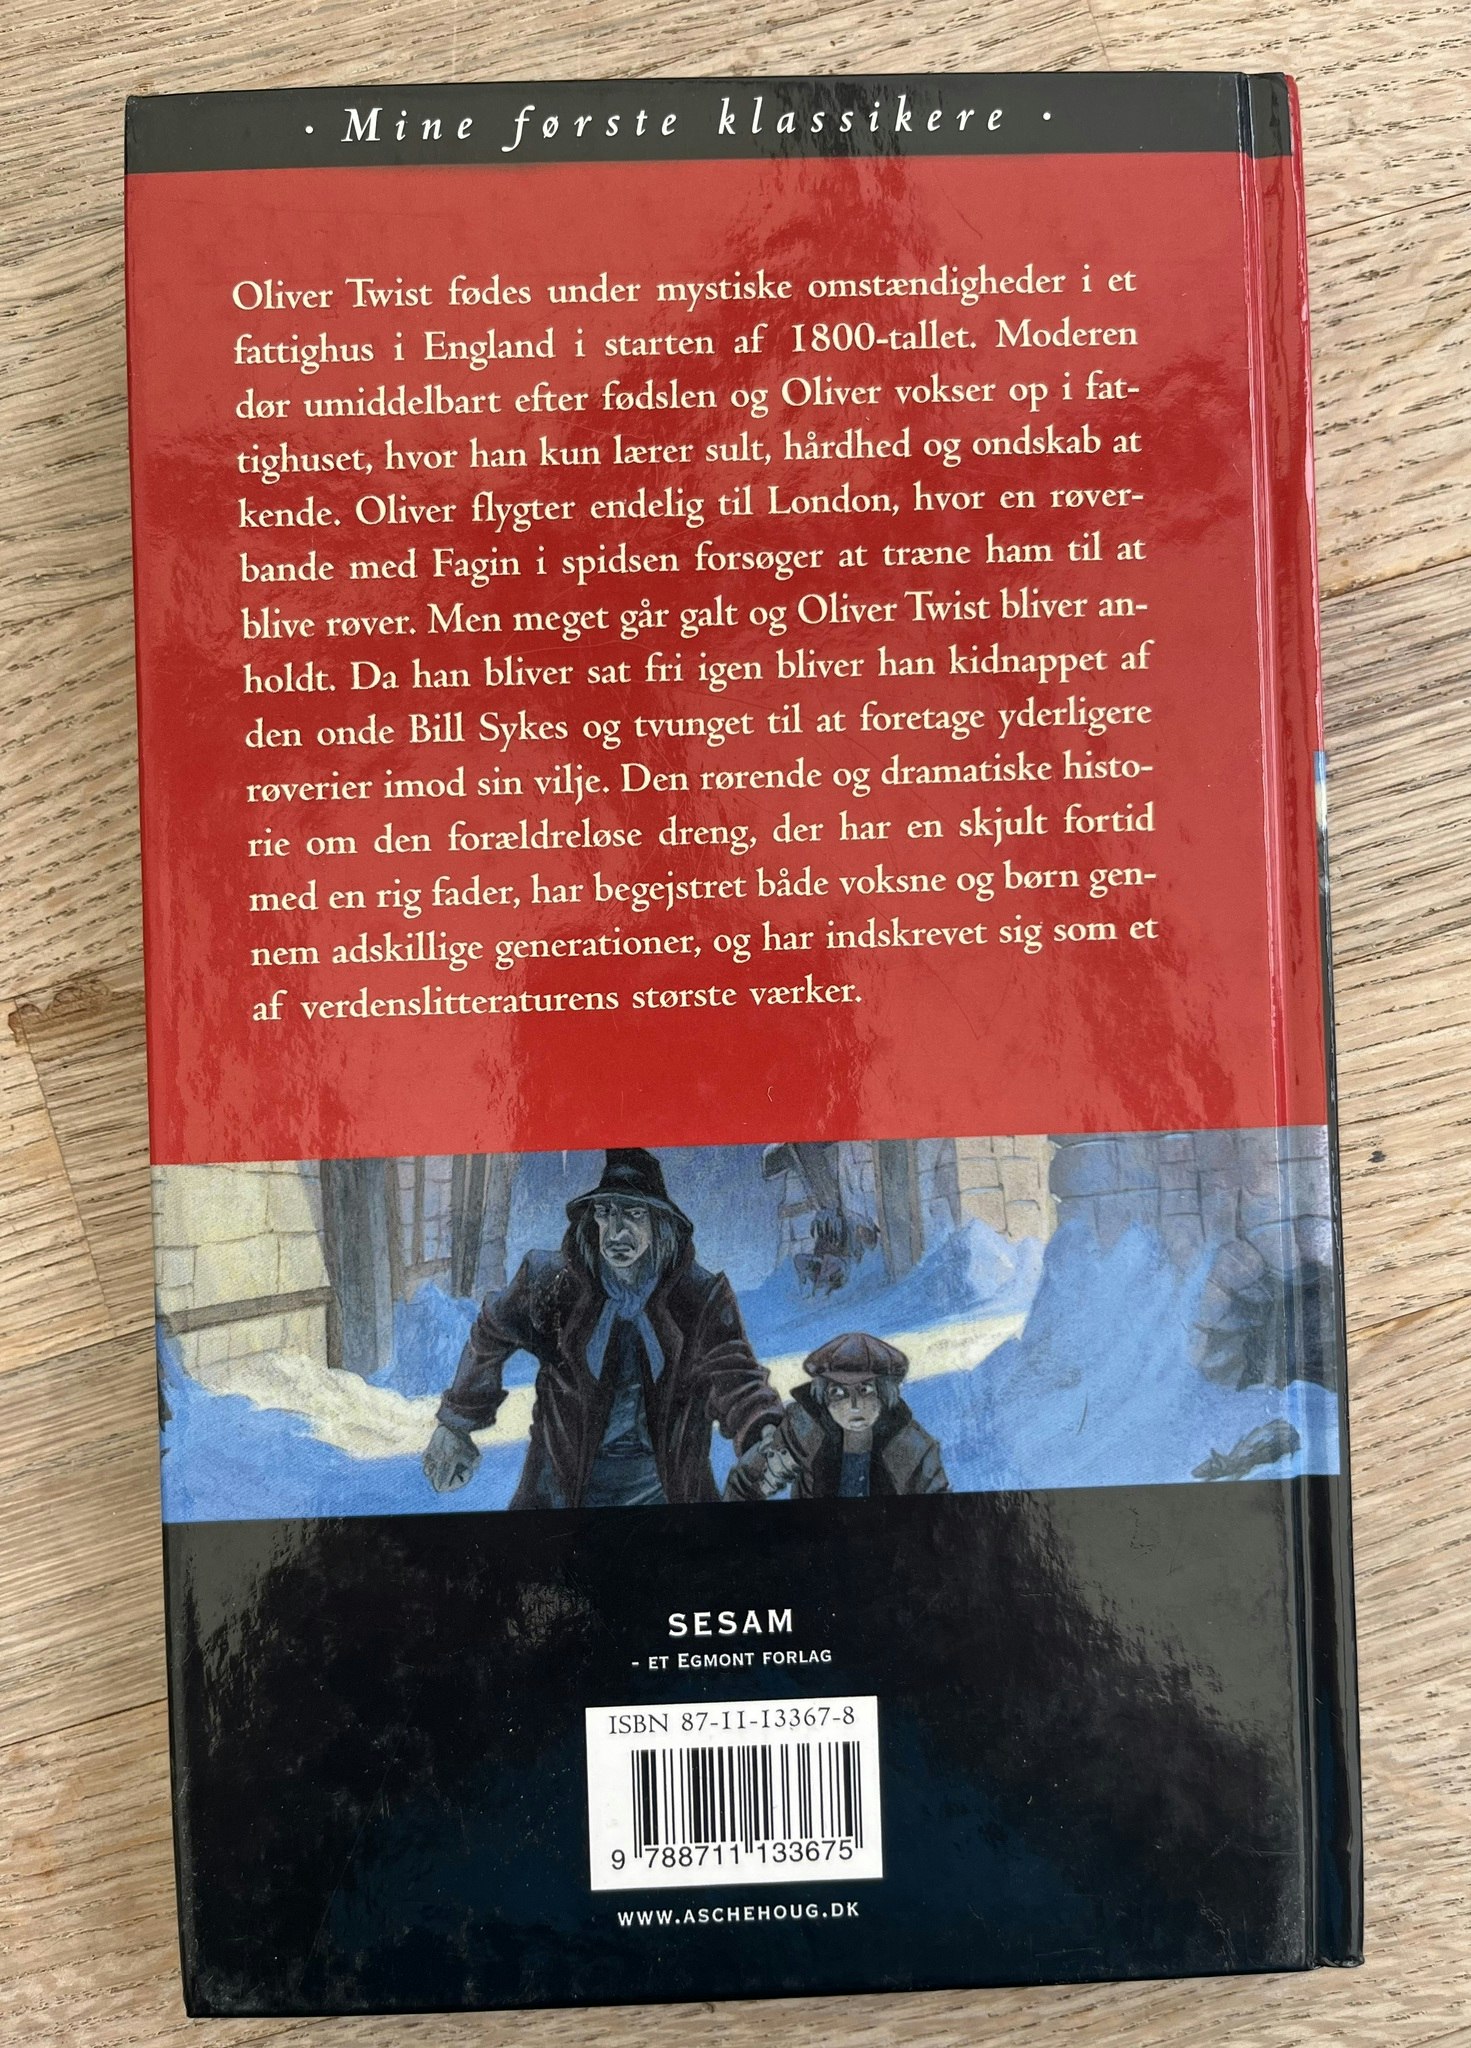 · Mine første klassikere ·
Oliver Twist fødes under mystiske omstændigheder i et
fattighus i England i starten af 1800-tallet. Moderen
dør umiddelbart efter fødslen og Oliver vokser op i fat-
tighuset, hvor han kun lærer sult, hårdhed og ondskab at
kende. Oliver flygter endelig til London, hvor en røver-
bande med Fagin i spidsen forsøger at træne ham til at
blive røver. Men meget går galt og Oliver Twist bliver an-
holdt. Da han bliver sat fri igen bliver han kidnappet af
den onde Bill Sykes og tvunget til at foretage yderligere
røverier imod sin vilje. Den rørende og dramatiske histo-
rie om den forældreløse dreng, der har en skjult fortid
med en rig fader, har begejstret både voksne og børn gen-
nem adskillige generationer, og har indskrevet sig som et
af verdenslitteraturens største værker.
SESAM
- ET EGMONT FORLAG
ISBN 87-11-13367-8
9 788711 133675
WWW.ASCHEHOUG.DK